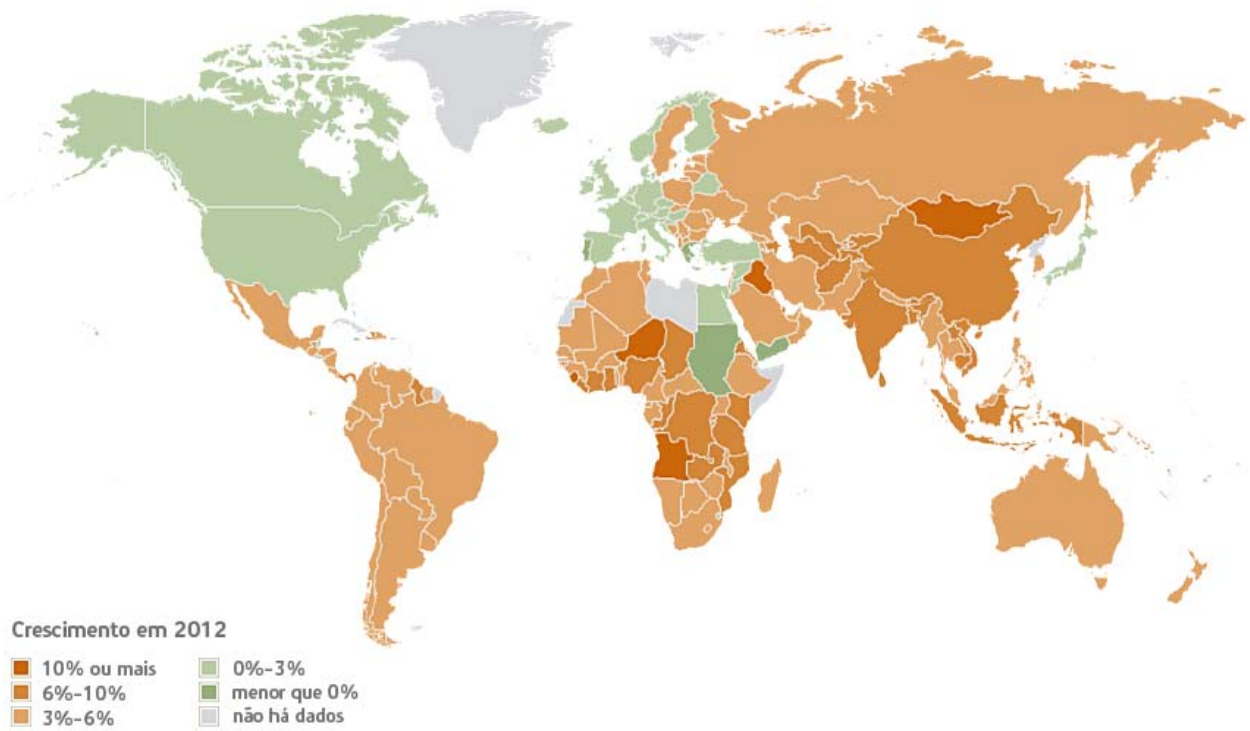 Crescimento em 2012
10% ou mais
6%-10%
3%-6%
0%-3%
menor que 0%
não há dados